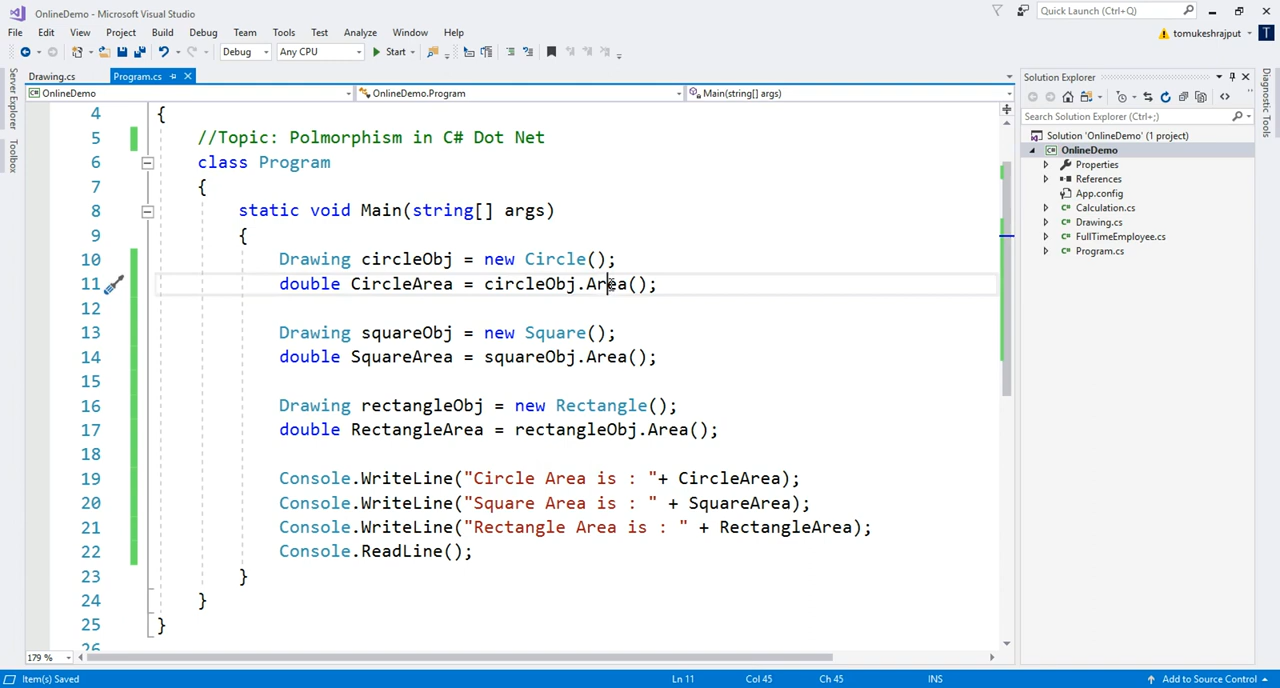 OnlineDemo - Microsoft Visual Studio
Quick Launch (Ctrl+Q)
File Edit View Project Build Debug Team Tools Test Analyze Window Help
tomukeshrajput
T
Debug Any CPU Start
Server Explorer
Toolbox
Drawing.cs Program.cs
OnlineDemo OnlineDemo.Program Main(string[] args)
4 {
5 //Topic: Polmorphism in C# Dot Net
6 class Program
7 {
8 static void Main(string[] args)
9 {
10 Drawing circleObj = new Circle();
11 double CircleArea = circleObj.Area();
12
13 Drawing squareObj = new Square();
14 double SquareArea = squareObj.Area();
15
16 Drawing rectangleObj = new Rectangle();
17 double RectangleArea = rectangleObj.Area();
18
19 Console.WriteLine("Circle Area is : "+ CircleArea);
20 Console.WriteLine("Square Area is : " + SquareArea);
21 Console.WriteLine("Rectangle Area is : " + RectangleArea);
22 Console.ReadLine();
23 }
24 }
25 }
26
179 %
Solution Explorer
Search Solution Explorer (Ctrl+;)
Solution 'OnlineDemo' (1 project)
C# OnlineDemo
Properties
References
App.config
C# Calculation.cs
C# Drawing.cs
C# FullTimeEmployee.cs
C# Program.cs
Diagnostic Tools
Item(s) Saved Ln 11 Col 45 Ch 45 INS Add to Source Control